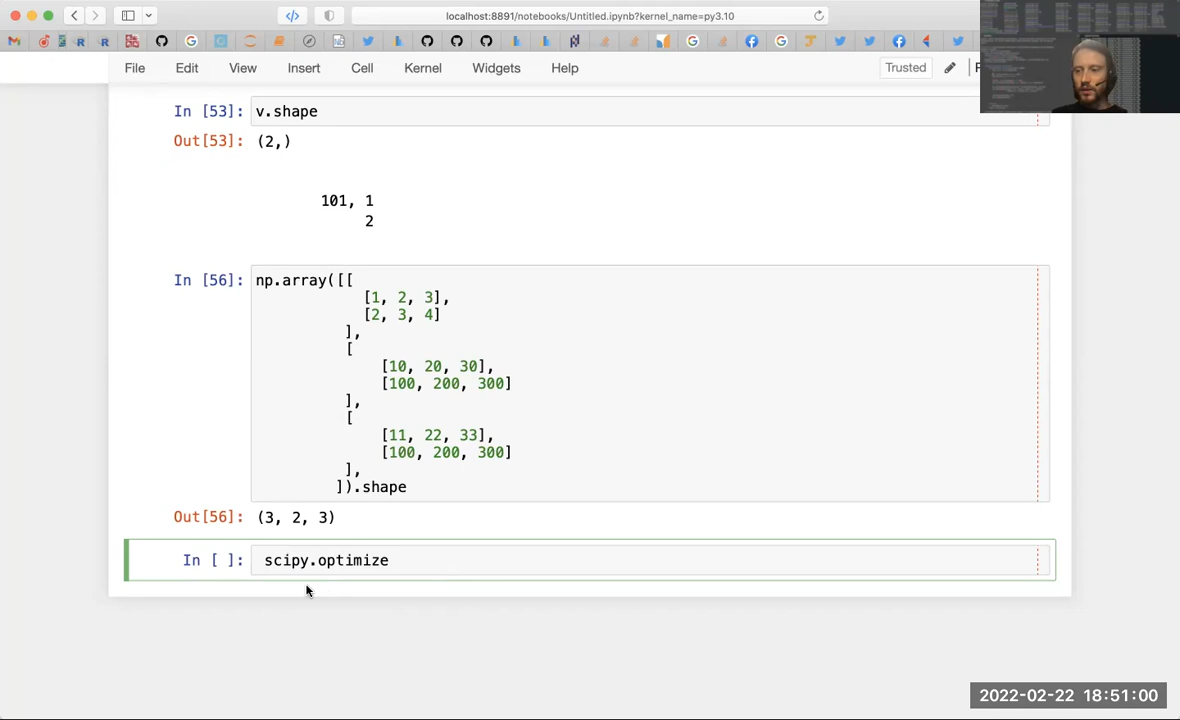 localhost:8891/notebooks/Untitled.ipynb?kernel_name=py3.10
File Edit View Insert Cell Kernel Widgets Help Trusted
In [53]: v.shape
Out[53]: (2,)
101, 1
2
In [56]: np.array([[
[1, 2, 3],
[2, 3, 4]
],
[
[10, 20, 30],
[100, 200, 300]
],
[
[11, 22, 33],
[100, 200, 300]
],
]).shape
Out[56]: (3, 2, 3)
In [ ]: scipy.optimize
2022-02-22 18:51:00